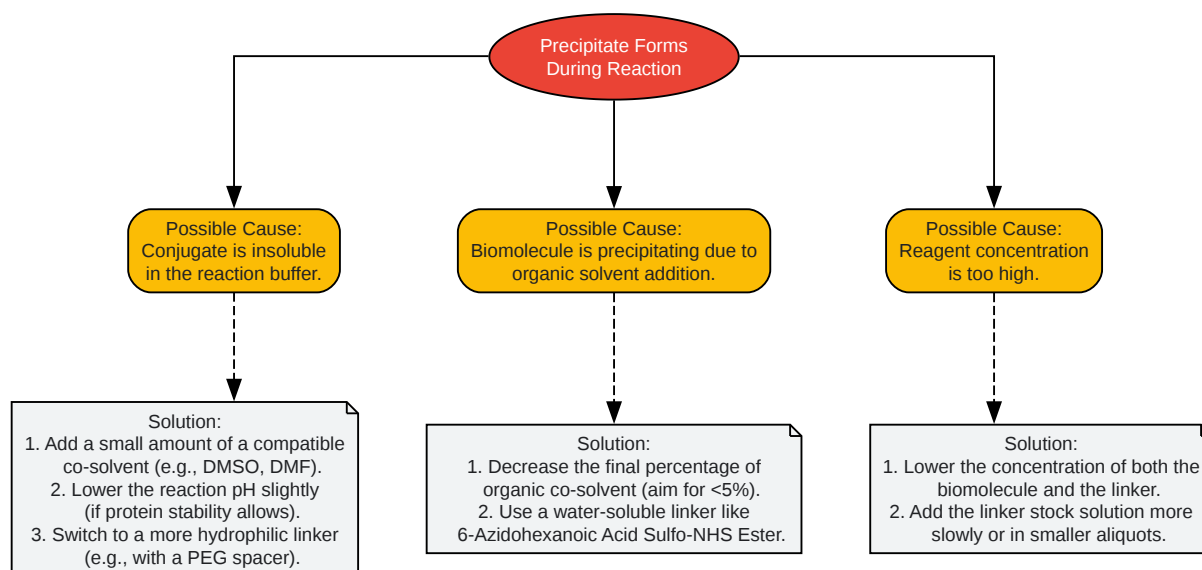 Precipitate Forms
During Reaction
Possible Cause:
Conjugate is insoluble
in the reaction buffer.
Possible Cause:
Biomolecule is precipitating due to
organic solvent addition.
Possible Cause:
Reagent concentration
is too high.
Solution:
1. Add a small amount of a compatible
co-solvent (e.g., DMSO, DMF).
2. Lower the reaction pH slightly
(if protein stability allows).
3. Switch to a more hydrophilic linker
(e.g., with a PEG spacer).
Solution:
1. Decrease the final percentage of
organic co-solvent (aim for <5%).
2. Use a water-soluble linker like
6-Azidohexanoic Acid Sulfo-NHS Ester.
Solution:
1. Lower the concentration of both the
biomolecule and the linker.
2. Add the linker stock solution more
slowly or in smaller aliquots.